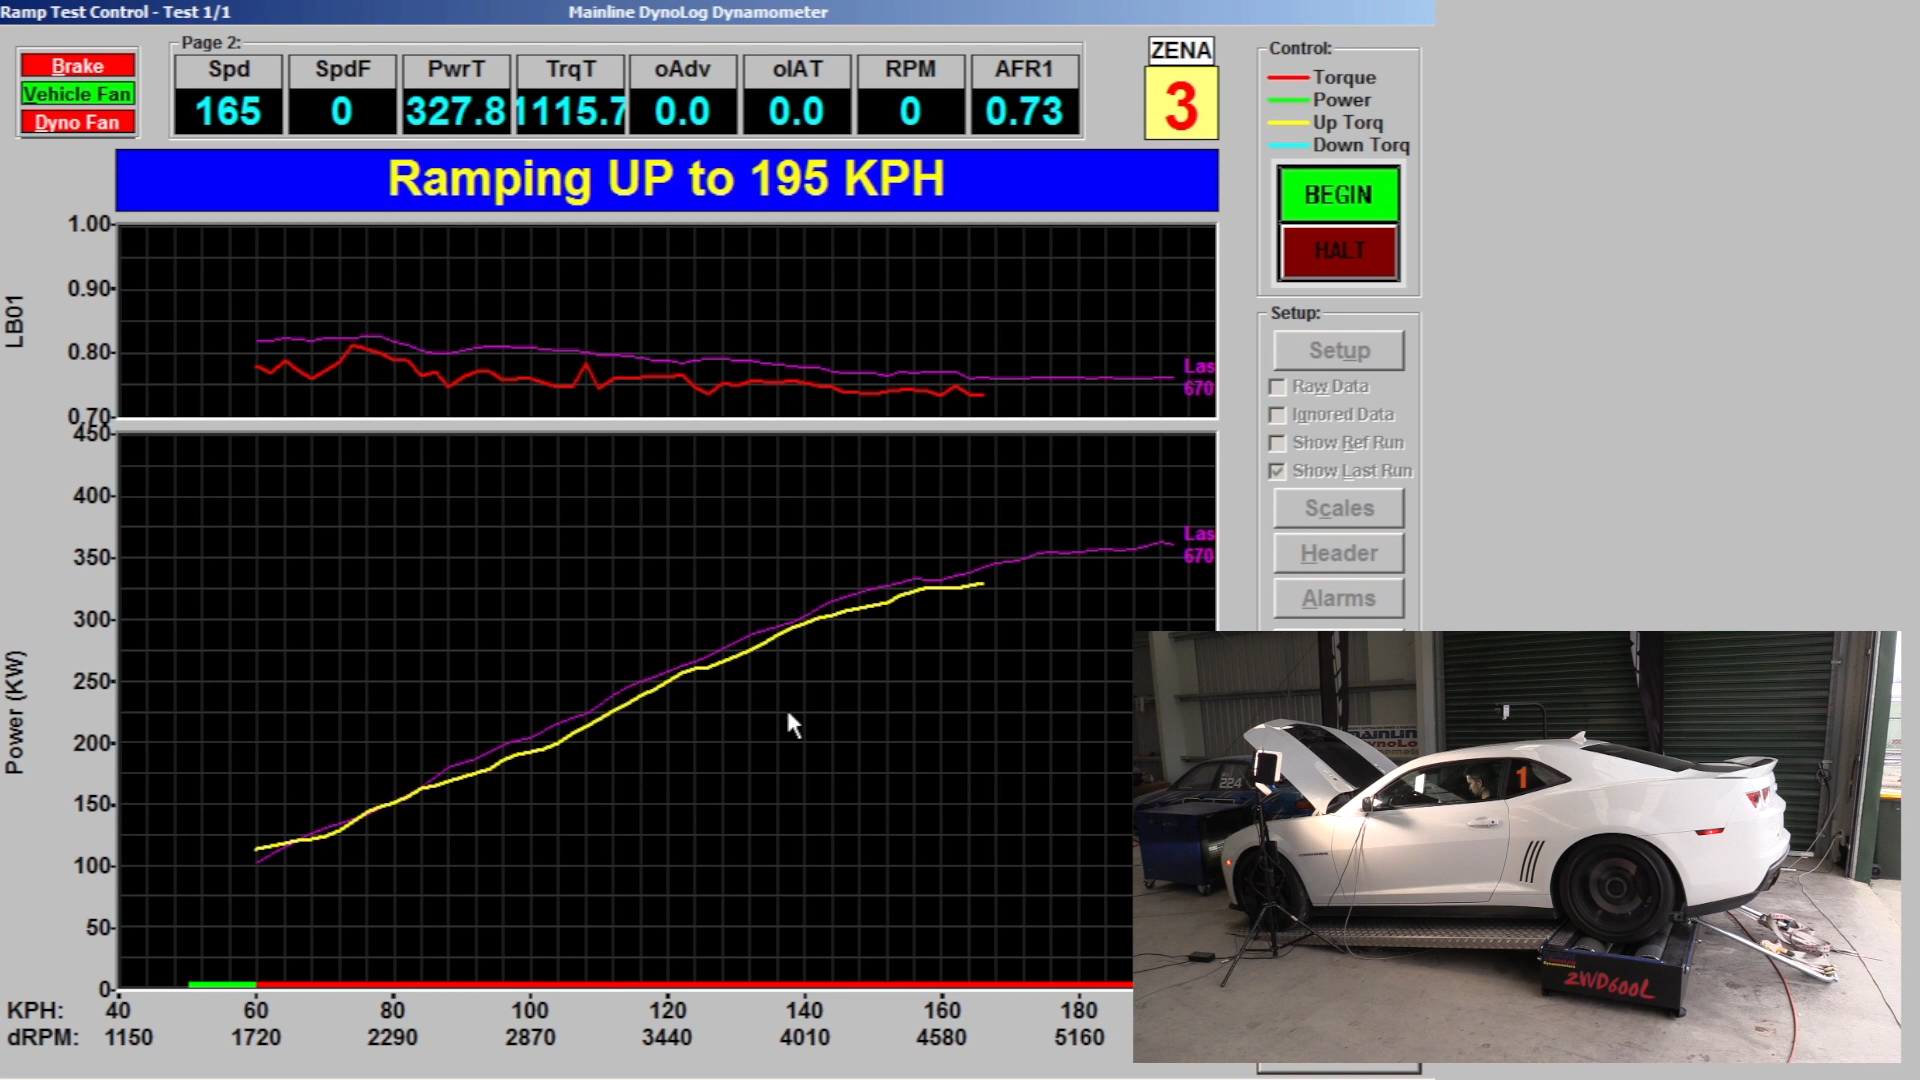 Ramp Test Control - Test 1/1
Mainline DynoLog Dynamometer
Brake
Vehicle Fan
Dyno Fan
Page 2:
Spd SpdF PwrT TrqT oAdv oIAT RPM AFR1
165 0 327.8 1115.7 0.0 0.0 0 0.73
ZENA
3
Control:
Torque
Power
Up Torq
Down Torq
BEGIN
HALT
Ramping UP to 195 KPH
LB01
1.00
0.90
0.80
0.70
Las
670
Setup:
Setup
Raw Data
Ignored Data
Show Ref Run
Show Last Run
Scales
Header
Alarms
Power (KW)
450
400
350
300
250
200
150
100
50
0
Las
670
KPH: 40 60 80 100 120 140 160 180
dRPM: 1150 1720 2290 2870 3440 4010 4580 5160
224
1
2WD600L